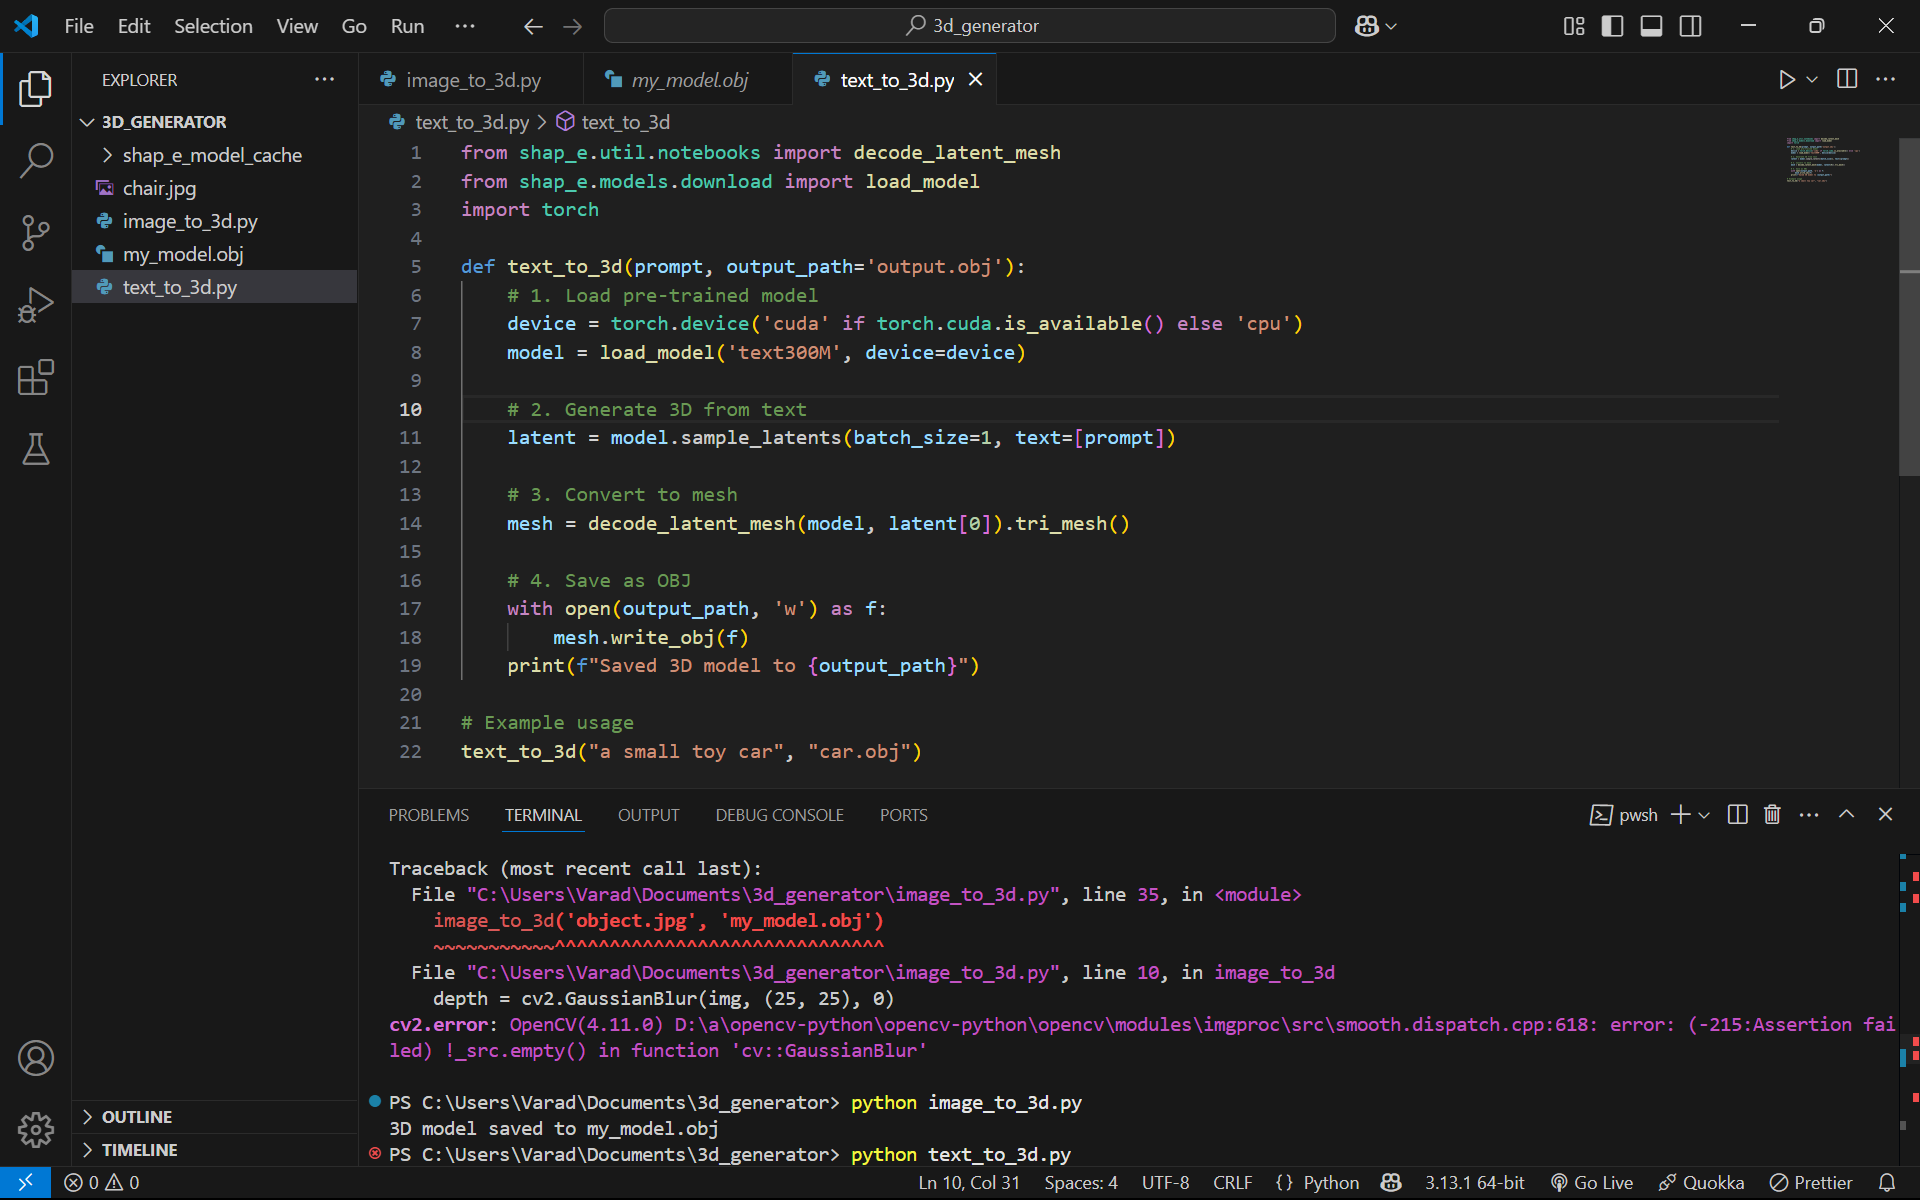 File Edit Selection View Go Run ··· 3d_generator
EXPLORER ···
3D_GENERATOR
shap_e_model_cache
chair.jpg
image_to_3d.py
my_model.obj
text_to_3d.py
OUTLINE
TIMELINE
image_to_3d.py my_model.obj text_to_3d.py
text_to_3d.py > text_to_3d
1 from shap_e.util.notebooks import decode_latent_mesh
2 from shap_e.models.download import load_model
3 import torch
4
5 def text_to_3d(prompt, output_path='output.obj'):
6 # 1. Load pre-trained model
7 device = torch.device('cuda' if torch.cuda.is_available() else 'cpu')
8 model = load_model('text300M', device=device)
9
10 # 2. Generate 3D from text
11 latent = model.sample_latents(batch_size=1, text=[prompt])
12
13 # 3. Convert to mesh
14 mesh = decode_latent_mesh(model, latent[0]).tri_mesh()
15
16 # 4. Save as OBJ
17 with open(output_path, 'w') as f:
18 mesh.write_obj(f)
19 print(f"Saved 3D model to {output_path}")
20
21 # Example usage
22 text_to_3d("a small toy car", "car.obj")
PROBLEMS TERMINAL OUTPUT DEBUG CONSOLE PORTS pwsh
Traceback (most recent call last):
File "C:\Users\Varad\Documents\3d_generator\image_to_3d.py", line 35, in <module>
image_to_3d('object.jpg', 'my_model.obj')
~~~~~~~~~~~^^^^^^^^^^^^^^^^^^^^^^^^^^^^^^
File "C:\Users\Varad\Documents\3d_generator\image_to_3d.py", line 10, in image_to_3d
depth = cv2.GaussianBlur(img, (25, 25), 0)
cv2.error: OpenCV(4.11.0) D:\a\opencv-python\opencv-python\opencv\modules\imgproc\src\smooth.dispatch.cpp:618: error: (-215:Assertion fai
led) !_src.empty() in function 'cv::GaussianBlur'
PS C:\Users\Varad\Documents\3d_generator> python image_to_3d.py
3D model saved to my_model.obj
PS C:\Users\Varad\Documents\3d_generator> python text_to_3d.py
0 0 Ln 10, Col 31 Spaces: 4 UTF-8 CRLF {} Python 3.13.1 64-bit Go Live Quokka Prettier